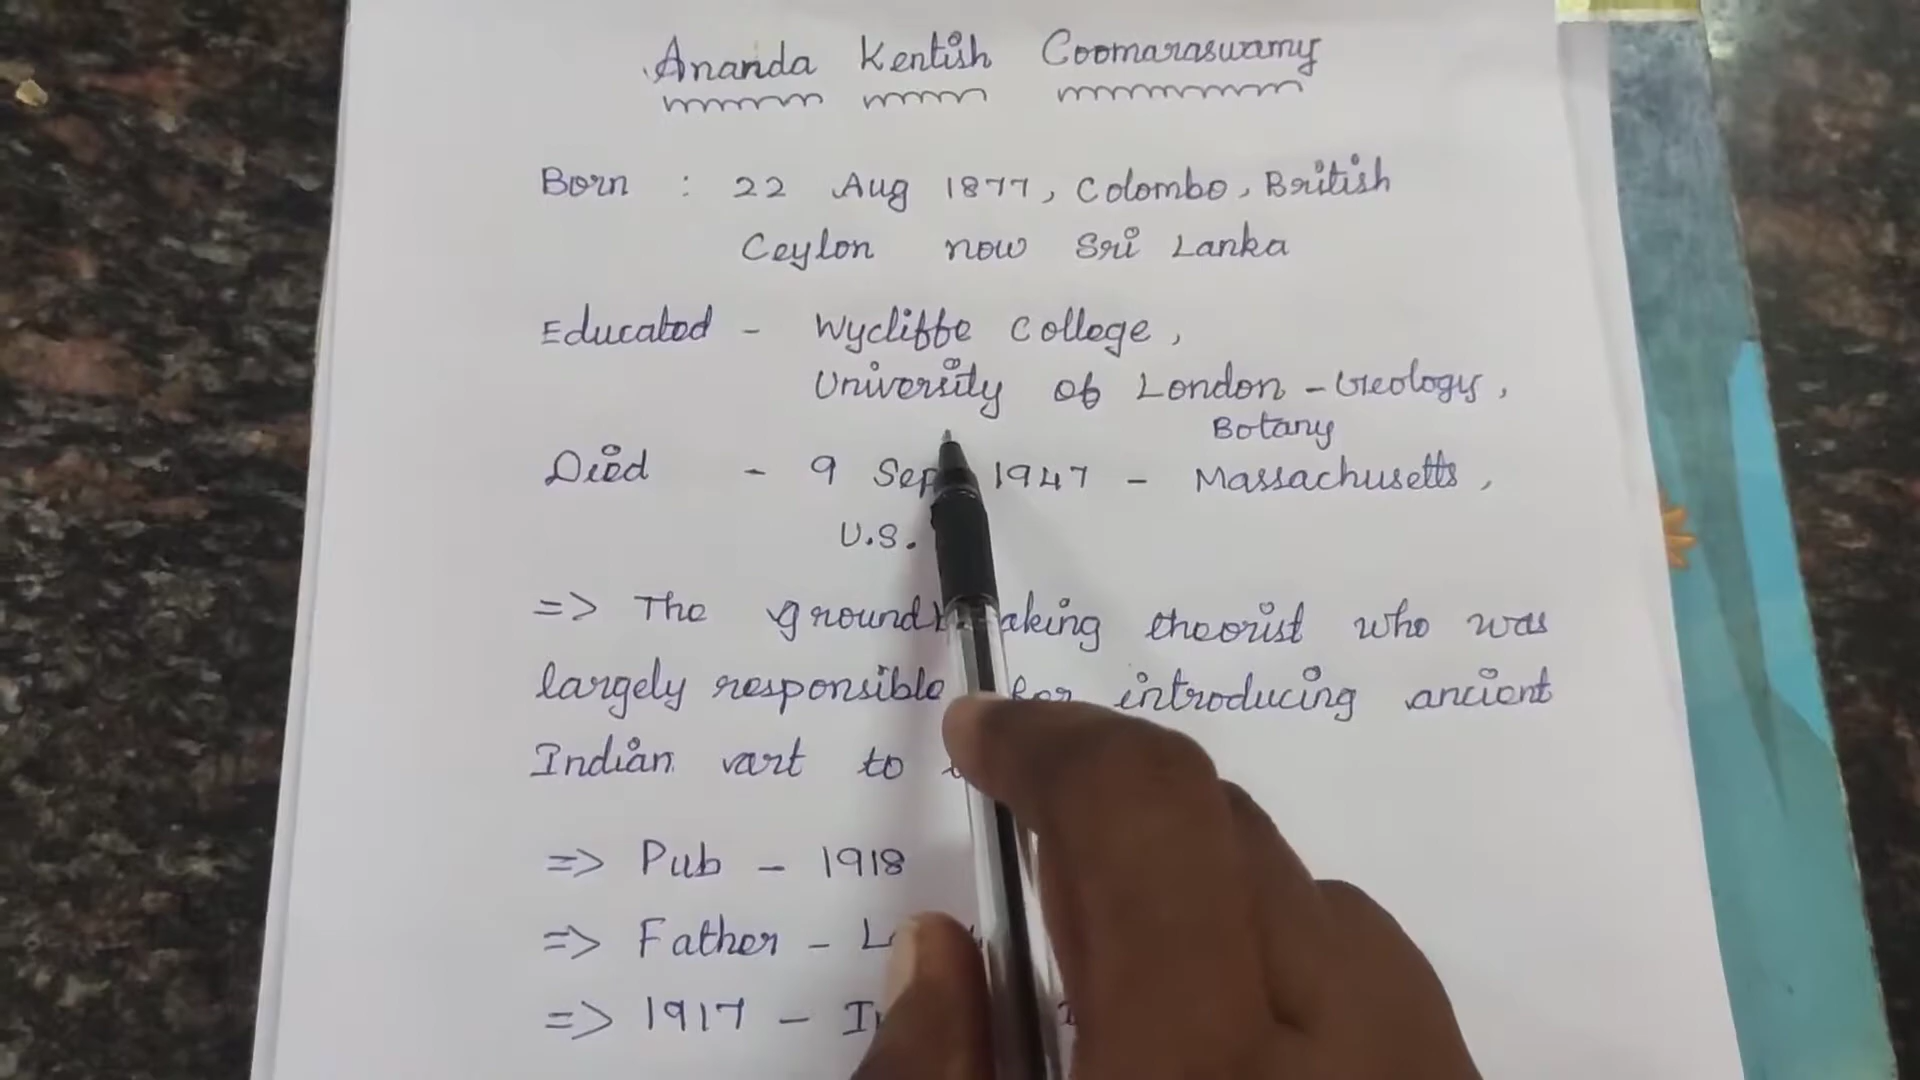 Ananda Kentish Coomaraswamy
Born : 22 Aug 1877, Colombo, British
Ceylon now Sri Lanka
Educated - Wycliffe College,
University of London - Geology,
Botany
Died - 9 Sep 1947 - Massachusetts,
U.S.
=> The theorist who was
largely responsible for introducing ancient
Indian art to
=> Pub - 1918
=> Father -
=> 1917 -